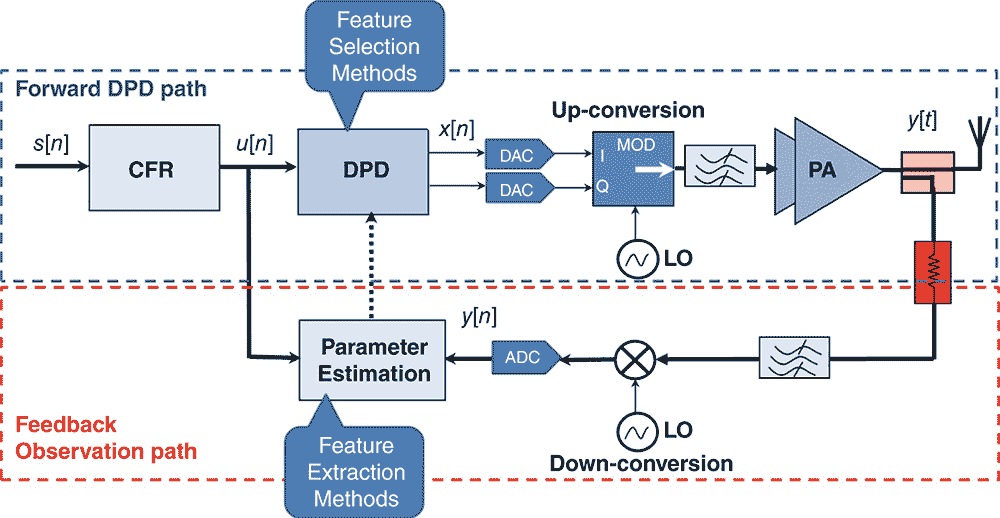 Feature
Selection
Methods
Forward DPD path
s[n]
CFR
u[n]
DPD
x[n]
DAC
DAC
Up-conversion
I
Q
MOD
LO
PA
y[t]
Parameter
Estimation
y[n]
ADC
LO
Down-conversion
Feedback
Observation path
Feature
Extraction
Methods